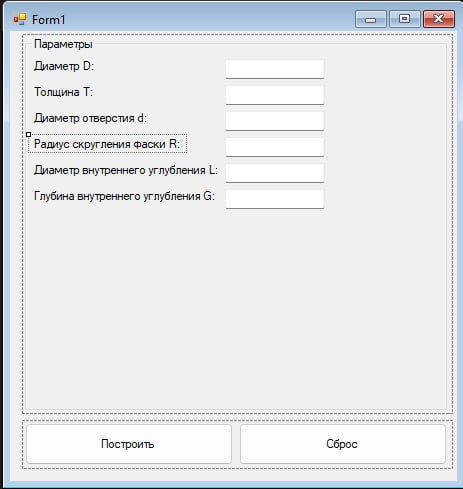 Form1
Параметры
Диаметр D:
Толщина T:
Диаметр отверстия d:
Радиус скругления фаски R:
Диаметр внутреннего углубления L:
Глубина внутреннего углубления G:
Построить Сброс